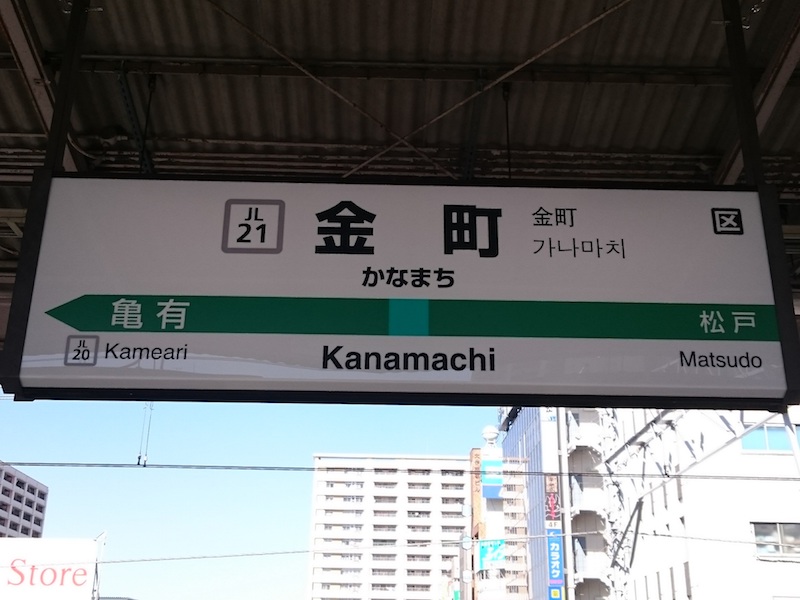 JL
21
金町
金町
가나마치
区
かなまち
亀有
松戸
JL
20
Kameari
Kanamachi
Matsudo
Store
カラオケ